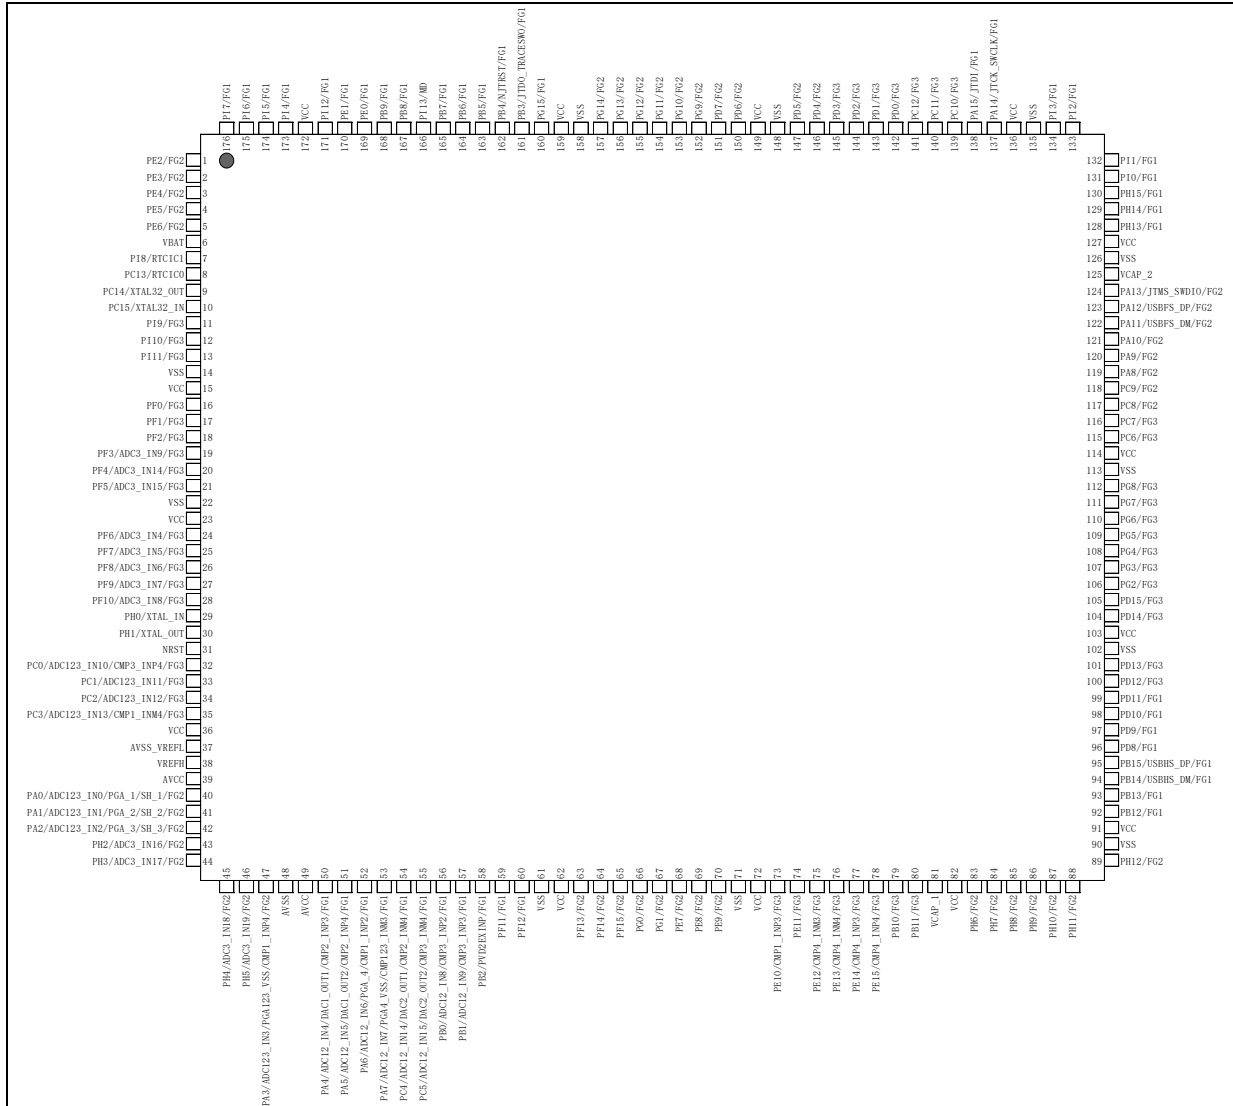 PI7/FG1
PI6/FG1
PI5/FG1
PI4/FG1
VCC
PI12/FG1
PE1/FG1
PE0/FG1
PB9/FG1
PB8/FG1
PI13/MD
PB7/FG1
PB6/FG1
PB5/FG1
PB4/NJTRST/FG1
PB3/JTDO_TRACESWO/FG1
PG15/FG1
VCC
VSS
PG14/FG2
PG13/FG2
PG12/FG2
PG11/FG2
PG10/FG2
PG9/FG2
PD7/FG2
PD6/FG2
VCC
VSS
PD5/FG2
PD4/FG2
PD3/FG3
PD2/FG3
PD1/FG3
PD0/FG3
PC12/FG3
PC11/FG3
PC10/FG3
PA15/JTDI/FG1
PA14/JTCK_SWCLK/FG1
VCC
VSS
PI3/FG1
PI2/FG1
176
175
174
173
172
171
170
169
168
167
166
165
164
163
162
161
160
159
158
157
156
155
154
153
152
151
150
149
148
147
146
145
144
143
142
141
140
139
138
137
136
135
134
133
PE2/FG2 1
PE3/FG2 2
PE4/FG2 3
PE5/FG2 4
PE6/FG2 5
VBAT 6
PI8/RTCIC1 7
PC13/RTCIC0 8
PC14/XTAL32_OUT 9
PC15/XTAL32_IN 10
PI9/FG3 11
PI10/FG3 12
PI11/FG3 13
VSS 14
VCC 15
PF0/FG3 16
PF1/FG3 17
PF2/FG3 18
PF3/ADC3_IN9/FG3 19
PF4/ADC3_IN14/FG3 20
PF5/ADC3_IN15/FG3 21
VSS 22
VCC 23
PF6/ADC3_IN4/FG3 24
PF7/ADC3_IN5/FG3 25
PF8/ADC3_IN6/FG3 26
PF9/ADC3_IN7/FG3 27
PF10/ADC3_IN8/FG3 28
PH0/XTAL_IN 29
PH1/XTAL_OUT 30
NRST 31
PC0/ADC123_IN10/CMP3_INP4/FG3 32
PC1/ADC123_IN11/FG3 33
PC2/ADC123_IN12/FG3 34
PC3/ADC123_IN13/CMP1_INM4/FG3 35
VCC 36
AVSS_VREFL 37
VREFH 38
AVCC 39
PA0/ADC123_IN0/PGA_1/SH_1/FG2 40
PA1/ADC123_IN1/PGA_2/SH_2/FG2 41
PA2/ADC123_IN2/PGA_3/SH_3/FG2 42
PH2/ADC3_IN16/FG2 43
PH3/ADC3_IN17/FG2 44
132 PI1/FG1
131 PI0/FG1
130 PH15/FG1
129 PH14/FG1
128 PH13/FG1
127 VCC
126 VSS
125 VCAP_2
124 PA13/JTMS_SWDIO/FG2
123 PA12/USBFS_DP/FG2
122 PA11/USBFS_DM/FG2
121 PA10/FG2
120 PA9/FG2
119 PA8/FG2
118 PC9/FG2
117 PC8/FG2
116 PC7/FG3
115 PC6/FG3
114 VCC
113 VSS
112 PG8/FG3
111 PG7/FG3
110 PG6/FG3
109 PG5/FG3
108 PG4/FG3
107 PG3/FG3
106 PG2/FG3
105 PD15/FG3
104 PD14/FG3
103 VCC
102 VSS
101 PD13/FG3
100 PD12/FG3
99 PD11/FG1
98 PD10/FG1
97 PD9/FG1
96 PD8/FG1
95 PB15/USBHS_DP/FG1
94 PB14/USBHS_DM/FG1
93 PB13/FG1
92 PB12/FG1
91 VCC
90 VSS
89 PH12/FG2
45
46
47
48
49
50
51
52
53
54
55
56
57
58
59
60
61
62
63
64
65
66
67
68
69
70
71
72
73
74
75
76
77
78
79
80
81
82
83
84
85
86
87
88
PH4/ADC3_IN18/FG2
PH5/ADC3_IN19/FG2
PA3/ADC123_IN3/PGA123_VSS/CMP1_INP4/FG2
AVSS
AVCC
PA4/ADC12_IN4/DAC1_OUT1/CMP2_INP3/FG1
PA5/ADC12_IN5/DAC1_OUT2/CMP2_INP4/FG1
PA6/ADC12_IN6/PGA_4/CMP1_INP2/FG1
PA7/ADC12_IN7/PGA4_VSS/CMP123_INM3/FG1
PC4/ADC12_IN14/DAC2_OUT1/CMP2_INM4/FG1
PC5/ADC12_IN15/DAC2_OUT2/CMP3_INM4/FG1
PB0/ADC12_IN8/CMP3_INP2/FG1
PB1/ADC12_IN9/CMP3_INP3/FG1
PB2/PVD2EXINP/FG1
PF11/FG1
PF12/FG1
VSS
VCC
PF13/FG2
PF14/FG2
PF15/FG2
PG0/FG2
PG1/FG2
PE7/FG2
PE8/FG2
PE9/FG2
VSS
VCC
PE10/CMP1_INP3/FG3
PE11/FG3
PE12/CMP4_INM3/FG3
PE13/CMP4_INM4/FG3
PE14/CMP4_INP3/FG3
PE15/CMP4_INP4/FG3
PB10/FG3
PB11/FG3
VCAP_1
VCC
PH6/FG2
PH7/FG2
PH8/FG2
PH9/FG2
PH10/FG2
PH11/FG2